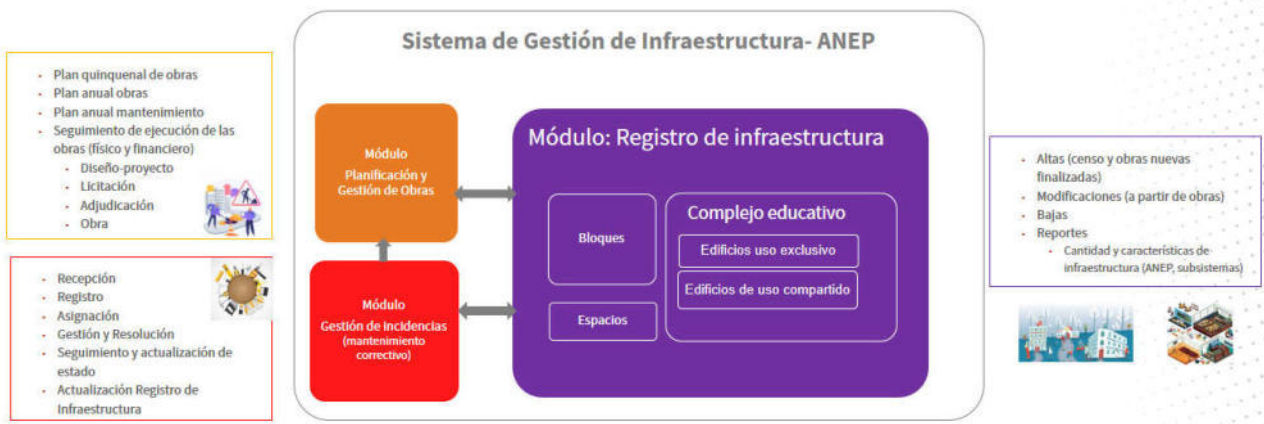 Sistema de Gestión de Infraestructura- ANEP
• Plan quinquenal de obras
• Plan anual obras
• Plan anual mantenimiento
• Seguimiento de ejecución de las
obras (físico y financiero)
• Diseño-proyecto
• Licitación
• Adjudicación
• Obra
• Recepción
• Registro
• Asignación
• Gestión y Resolución
• Seguimiento y actualización de
estado
• Actualización Registro de
Infraestructura
Módulo
Planificación y
Gestión de Obras
Módulo
Gestión de Incidencias
(mantenimiento
correctivo)
Módulo: Registro de infraestructura
Bloques
Espacios
Complejo educativo
Edificios uso exclusivo
Edificios de uso compartido
• Altas (censo y obras nuevas
finalizadas)
• Modificaciones (a partir de obras)
• Bajas
• Reportes
• Cantidad y características de
infraestructura (ANEP, subsistemas)